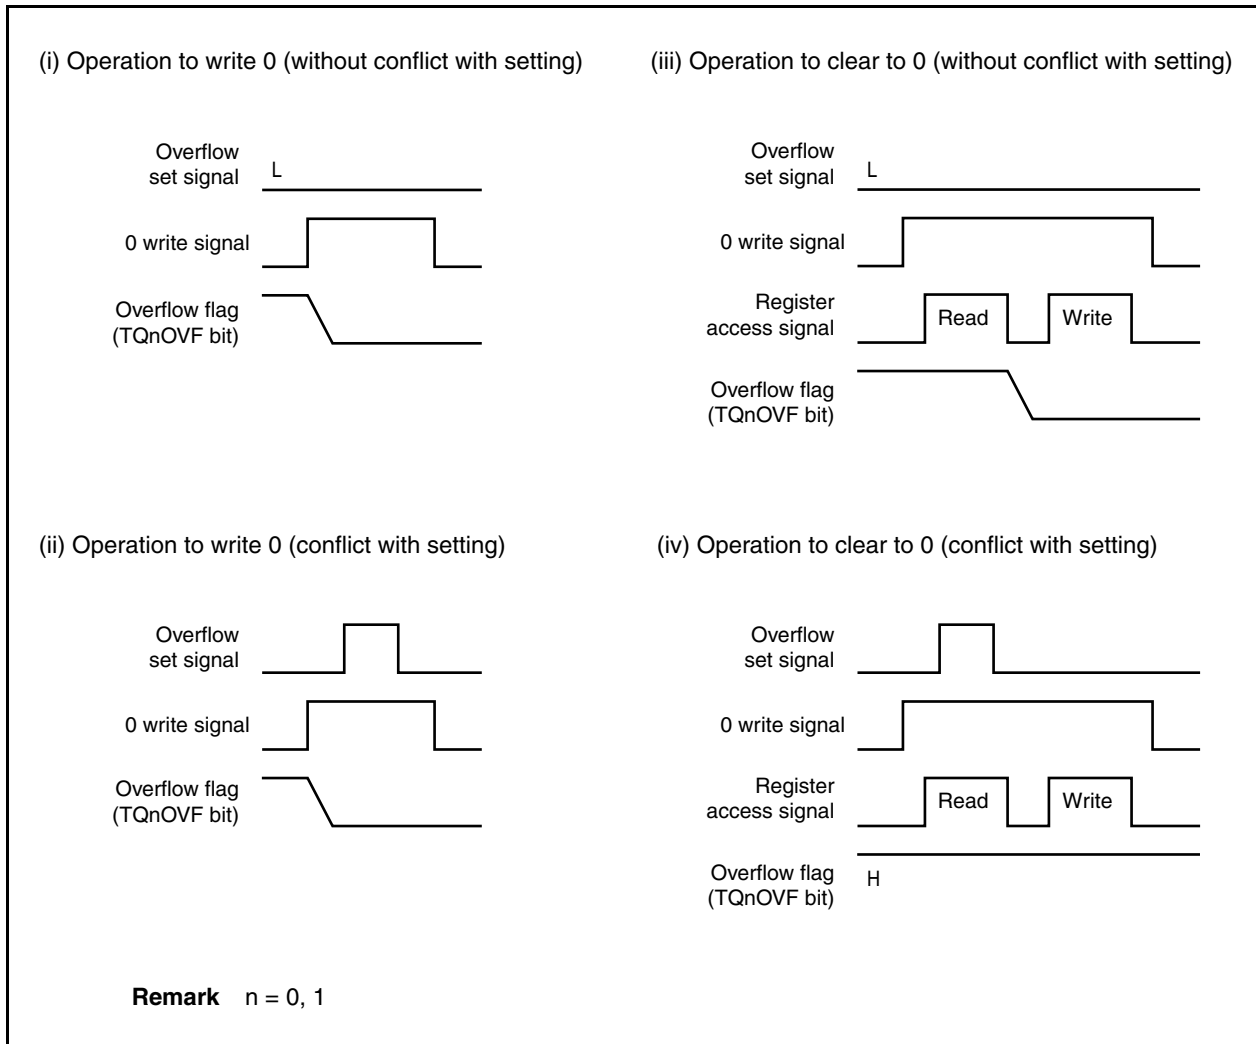 (i) Operation to write 0 (without conflict with setting)
Overflow
set signal
L
0 write signal
Overflow flag
(TQnOVF bit)
(iii) Operation to clear to 0 (without conflict with setting)
Overflow
set signal
L
0 write signal
Register
access signal
Read
Write
Overflow flag
(TQnOVF bit)
(ii) Operation to write 0 (conflict with setting)
Overflow
set signal
0 write signal
Overflow flag
(TQnOVF bit)
(iv) Operation to clear to 0 (conflict with setting)
Overflow
set signal
0 write signal
Register
access signal
Read
Write
Overflow flag
(TQnOVF bit)
H
Remark n = 0, 1